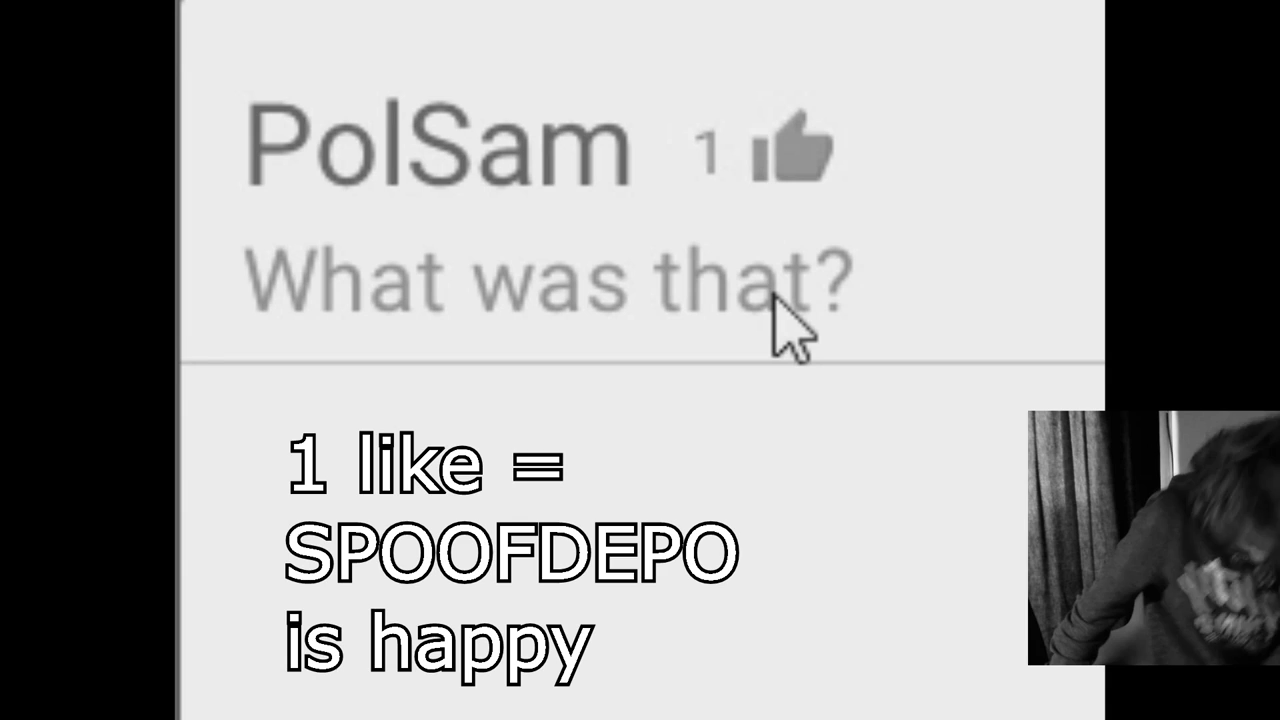 PolSam 1
What was that?
1 like =
SPOOFDEPO
is happy